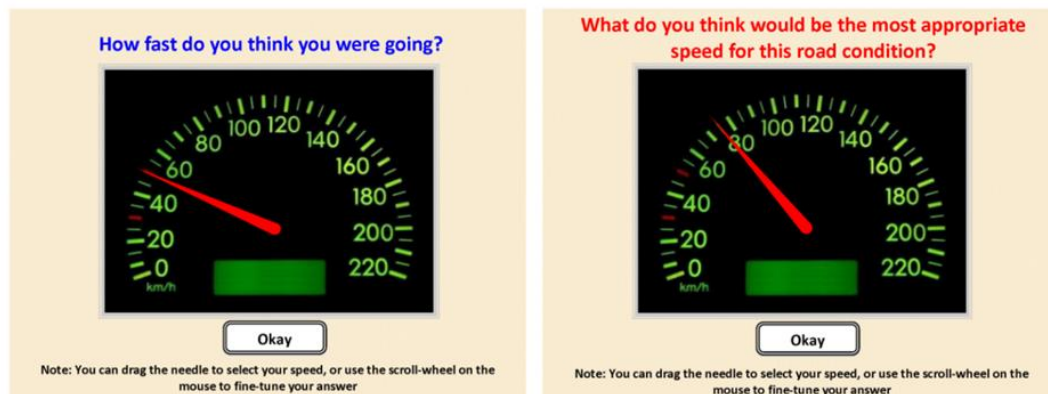 How fast do you think you were going?
0
20
40
60
80
100
120
140
160
180
200
220
km/h
Okay
Note: You can drag the needle to select your speed, or use the scroll-wheel on the
mouse to fine-tune your answer
What do you think would be the most appropriate
speed for this road condition?
0
20
40
60
80
100
120
140
160
180
200
220
km/h
Okay
Note: You can drag the needle to select your speed, or use the scroll-wheel on the
mouse to fine-tune your answer